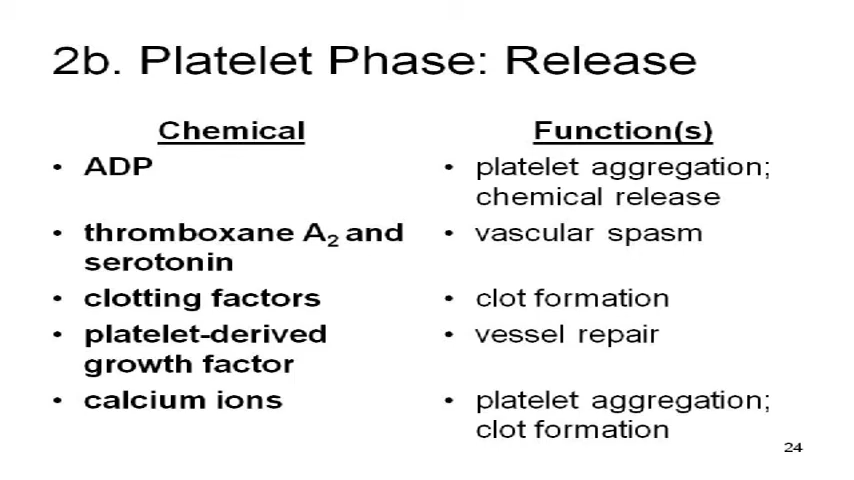 2b. Platelet Phase: Release
Chemical
Function(s)
• ADP
• platelet aggregation;
chemical release
• thromboxane A2 and
serotonin
• vascular spasm
• clotting factors
• clot formation
• platelet-derived
growth factor
• vessel repair
• calcium ions
• platelet aggregation;
clot formation
24